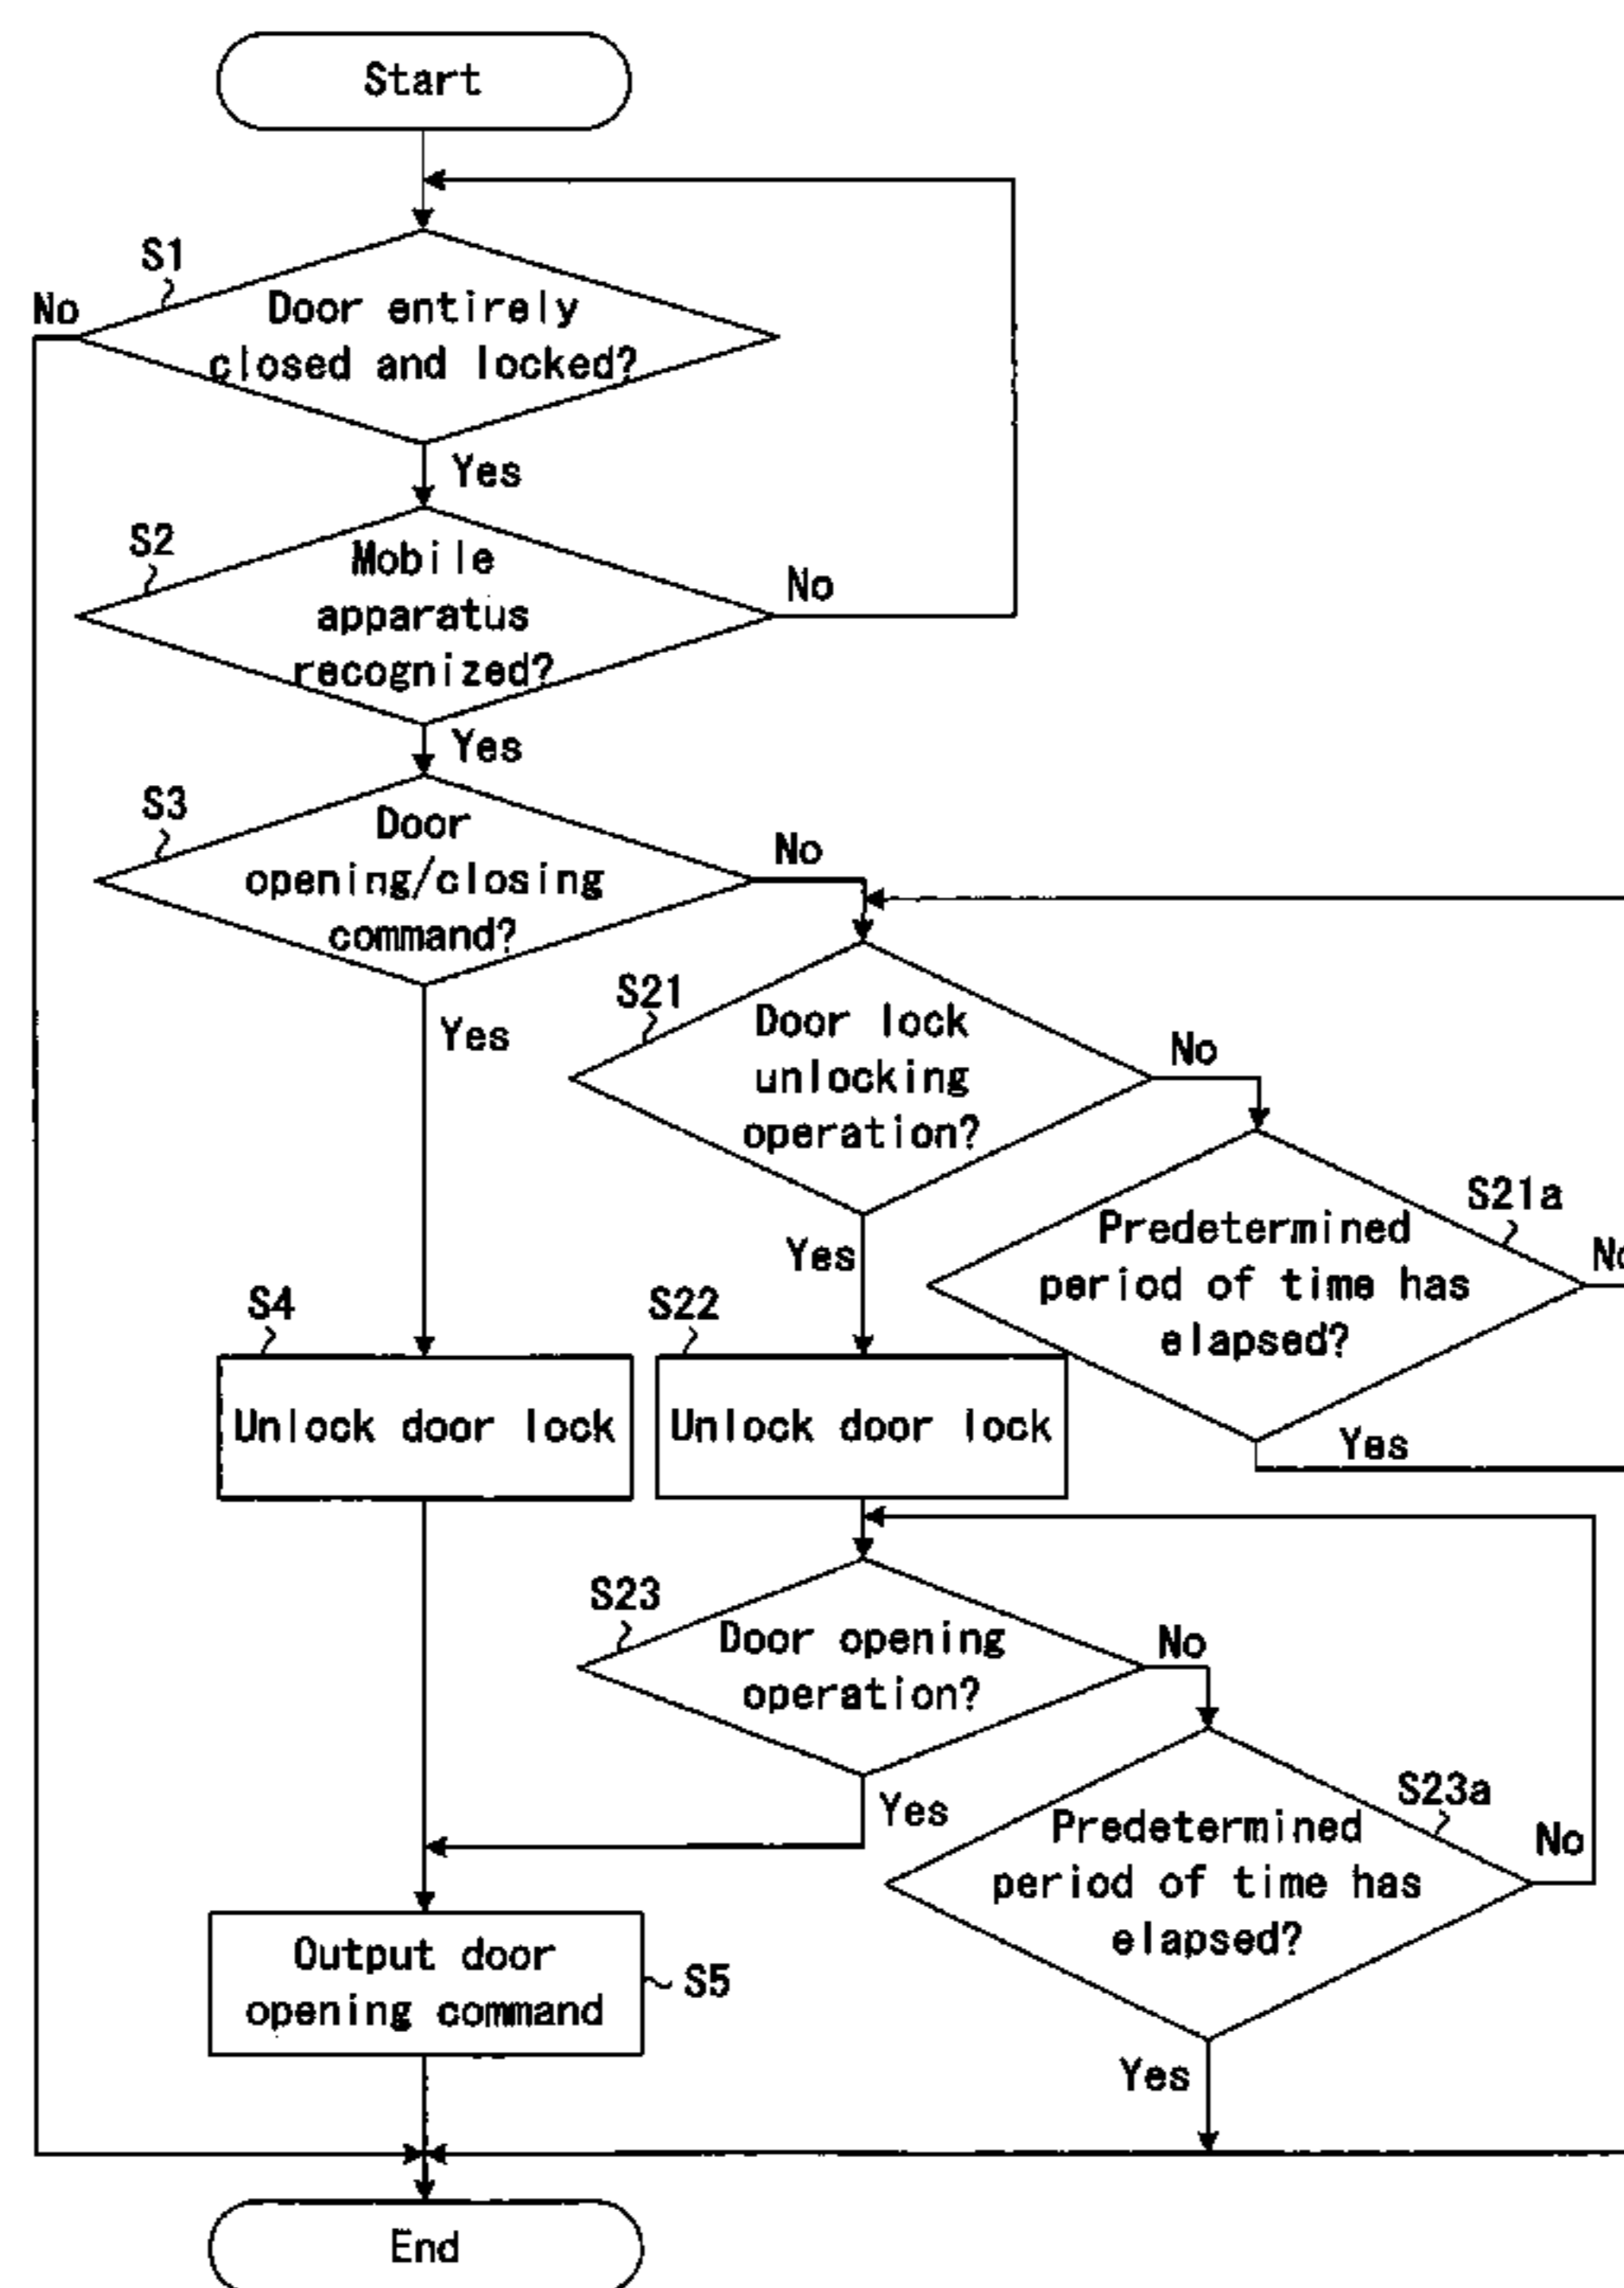 Start
S1
No
Door entirely
closed and locked?
Yes
S2
Mobile
apparatus
recognized?
No
Yes
S3
Door
opening/closing
command?
No
Yes
S21
Door lock
unlocking
operation?
No
Yes
S21a
Predetermined
period of time has
elapsed?
No
Yes
S4
Unlock door lock
S22
Unlock door lock
S23
Door opening
operation?
No
Yes
S23a
Predetermined
period of time has
elapsed?
No
Yes
Output door
opening command
S5
End